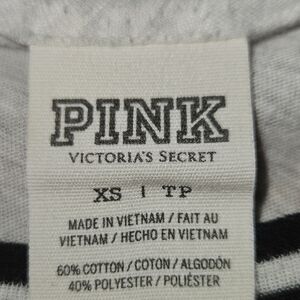 PINK
VICTORIA'S SECRET
XS | TP
MADE IN VIETNAM / FAIT AU
VIETNAM / HECHO EN VIETNAM
60% COTTON / COTON / ALGODÓN
40% POLYESTER / POLIÉSTER